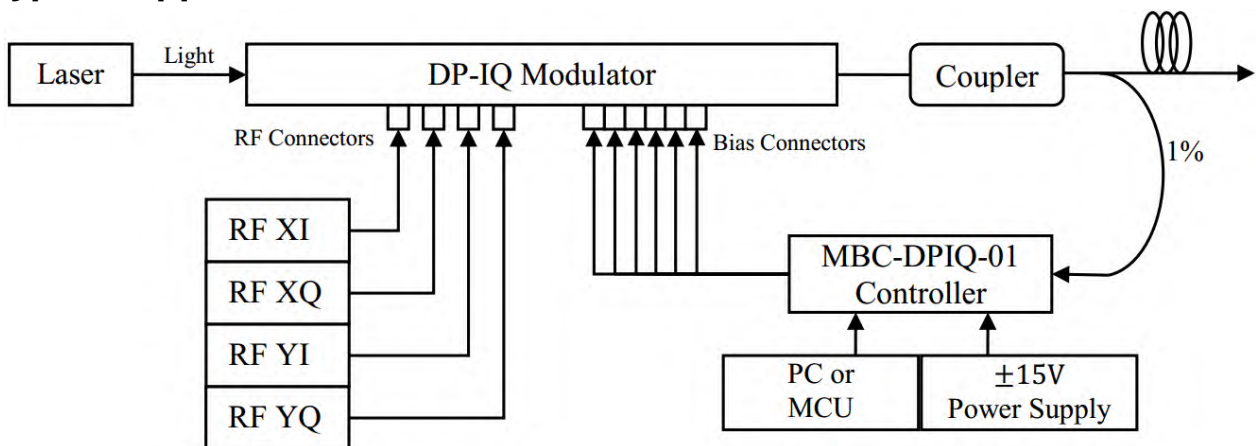 Light
Laser
DP-IQ Modulator
Coupler
RF Connectors
Bias Connectors
1%
RF XI
RF XQ
RF YI
RF YQ
MBC-DPIQ-01
Controller
PC or
MCU
±15V
Power Supply